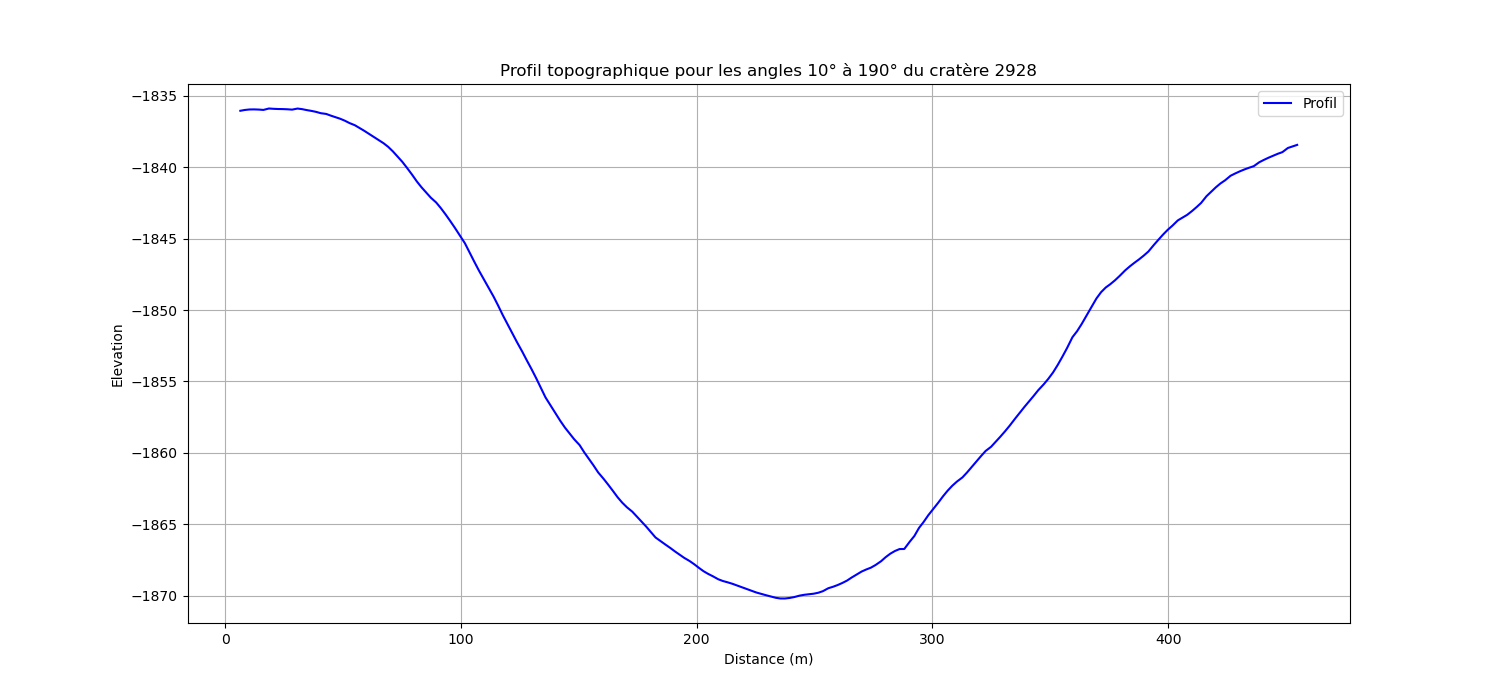 Profil topographique pour les angles 10° à 190° du cratère 2928
Profil
−1835
−1840
−1845
−1850
−1855
−1860
−1865
−1870
Elevation
0 100 200 300 400
Distance (m)